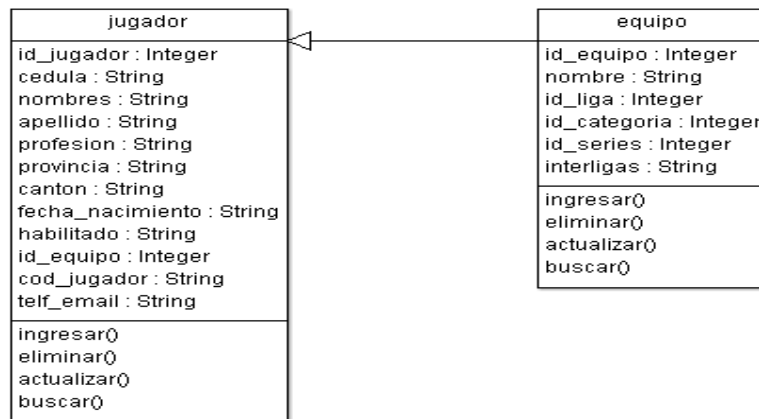 jugador
id_jugador : Integer
cedula : String
nombres : String
apellido : String
profesion : String
provincia : String
canton : String
fecha_nacimiento : String
habilitado : String
id_equipo : Integer
cod_jugador : String
telf_email : String
ingresar()
eliminar()
actualizar()
buscar()
equipo
id_equipo : Integer
nombre : String
id_liga : Integer
id_categoria : Integer
id_series : Integer
interligas : String
ingresar()
eliminar()
actualizar()
buscar()